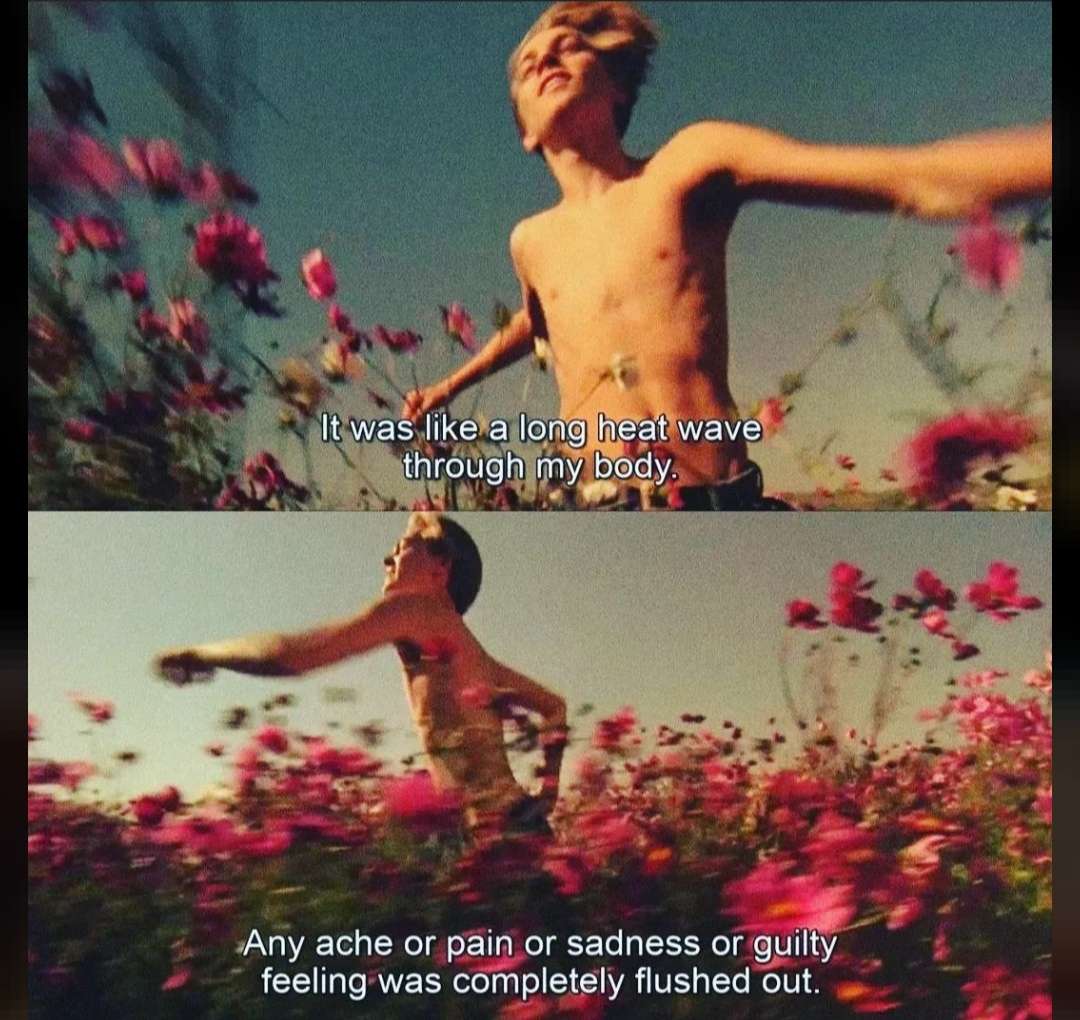 It was like a long heat wave
through my body.
Any ache or pain or sadness or guilty
feeling was completely flushed out.